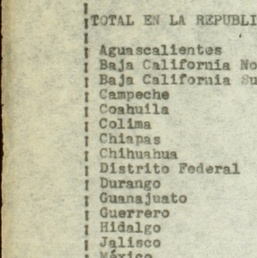 TOTAL EN LA REPUBLI
Aguascalientes
Baja California No
Baja California Su
Campeche
Coahuila
Colima
Chiapas
Chihuahua
Distrito Federal
Durango
Guanajuato
Guerrero
Hidalgo
Jalisco
México